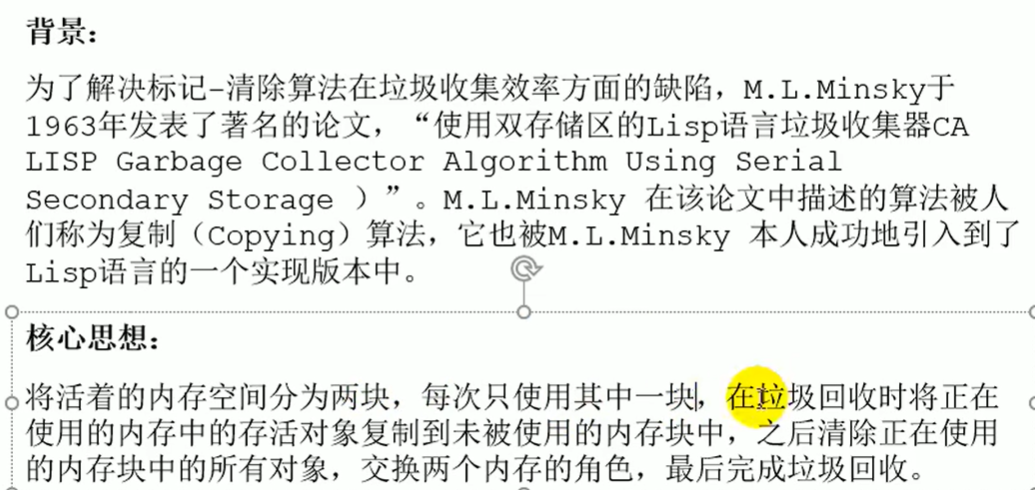 背景：
为了解决标记-清除算法在垃圾收集效率方面的缺陷，M.L.Minsky于
1963年发表了著名的论文，“使用双存储区的Lisp语言垃圾收集器CA
LISP Garbage Collector Algorithm Using Serial
Secondary Storage ）”。M.L.Minsky 在该论文中描述的算法被人
们称为复制（Copying）算法，它也被M.L.Minsky 本人成功地引入到了
Lisp语言的一个实现版本中。
核心思想：
将活着的内存空间分为两块，每次只使用其中一块，在垃圾回收时将正在
使用的内存中的存活对象复制到未被使用的内存块中，之后清除正在使用
的内存块中的所有对象，交换两个内存的角色，最后完成垃圾回收。